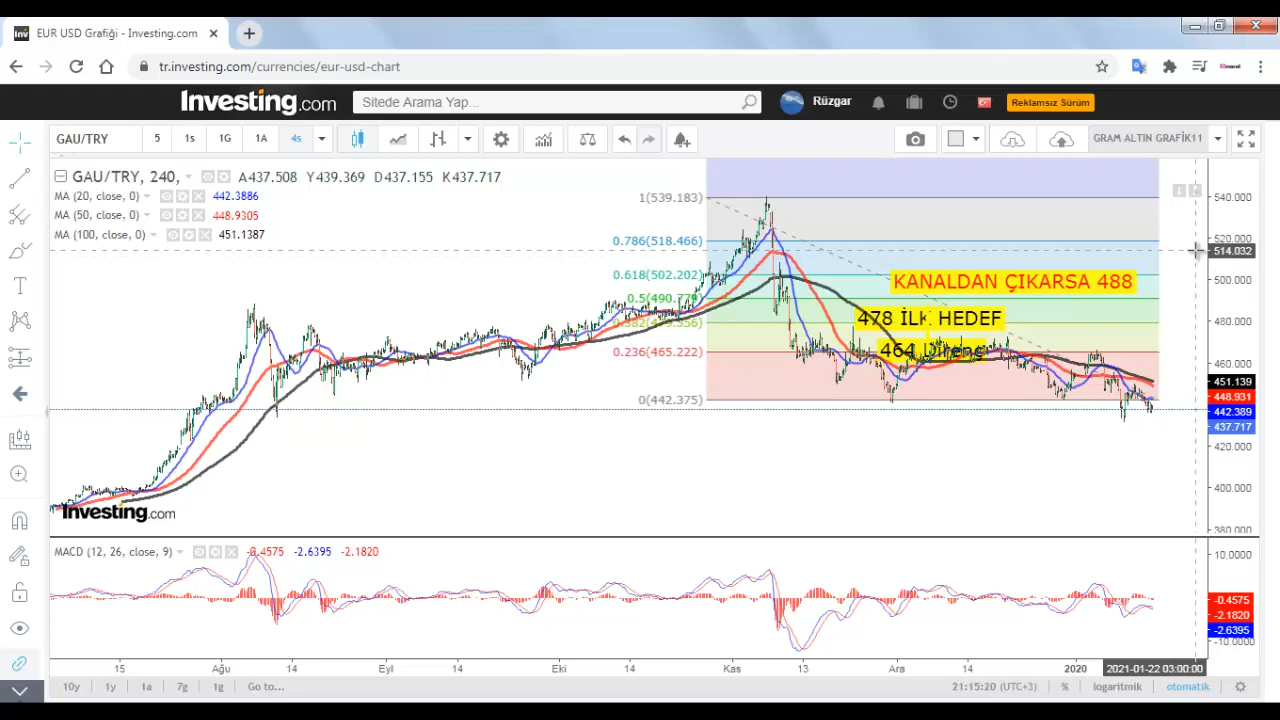 EUR USD Grafiği - Investing.com
tr.investing.com/currencies/eur-usd-chart
Investing.com
Sitede Arama Yap...
Rüzgar
Reklamsız Sürüm
GAU/TRY 5 1s 1G 1A 4s
GRAM ALTIN GRAFİK11
GAU/TRY, 240, A437.508 Y439.369 D437.155 K437.717
MA (20, close, 0) 442.3886
MA (50, close, 0) 448.9305
MA (100, close, 0) 451.1387
1(539.183)
0.786(518.466)
0.618(502.202)
0.5(490.779)
0.382(479.356)
0.236(465.222)
0(442.375)
KANALDAN ÇIKARSA 488
478 İLK HEDEF
464 Direnç
540.000
520.000
514.032
500.000
480.000
460.000
451.139
448.931
442.389
437.717
420.000
400.000
380.000
Investing.com
MACD (12, 26, close, 9) -0.4575 -2.6395 -2.1820
10.0000
-0.4575
-2.1820
-2.6395
-10.0000
15 Ağu 14 Eyl 14 Eki 14 Kas 13 Ara 14 2020 2021-01-22 03:00:00
10y 1y 1a 7g 1g Go to... 21:15:20 (UTC+3) % logaritmik otomatik